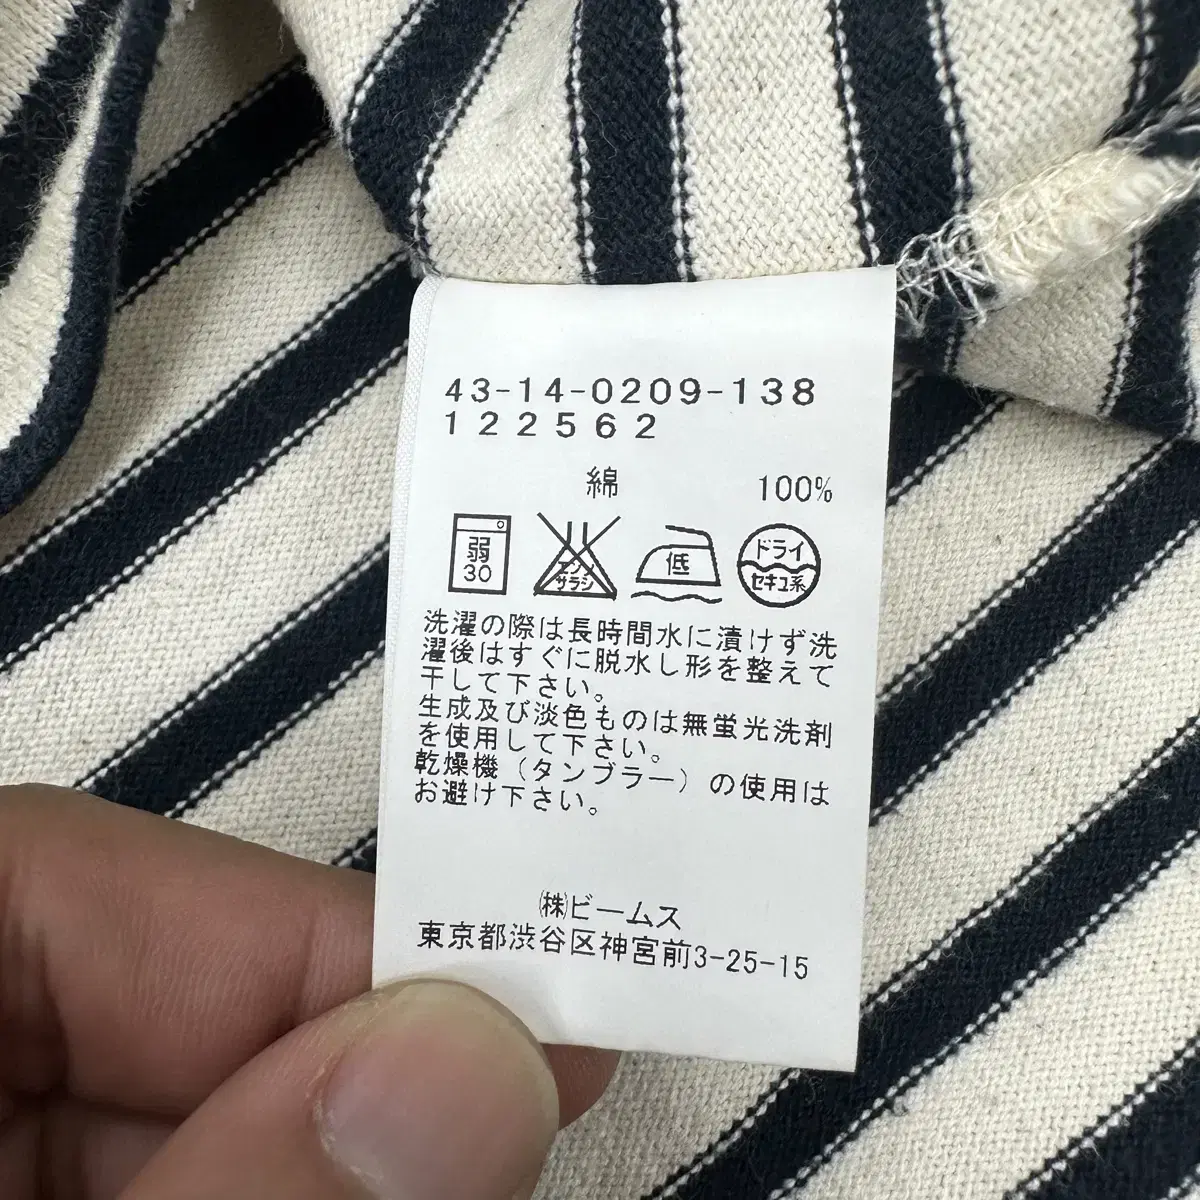 43-14-0209-138
122562
綿 100%
弱
30
エンソ
サラシ
低
ドライ
セキユ系
洗濯の際は長時間水に漬けず洗
濯後はすぐに脱水し形を整えて
干して下さい。
生成及び淡色ものは無蛍光洗剤
を使用して下さい。
乾燥機（タンブラー）の使用は
お避け下さい。
㈱ビームス
東京都渋谷区神宮前3-25-15